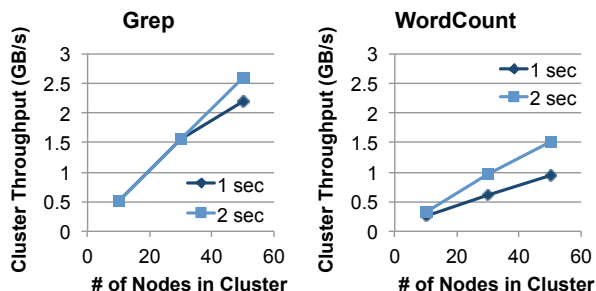 Grep
Cluster Throughput (GB/s)
3
2.5
2
1.5
1
0.5
0
0 20 40 60
# of Nodes in Cluster
1 sec
2 sec
WordCount
Cluster Throughput (GB/s)
3
2.5
2
1.5
1
0.5
0
0 20 40 60
# of Nodes in Cluster
1 sec
2 sec